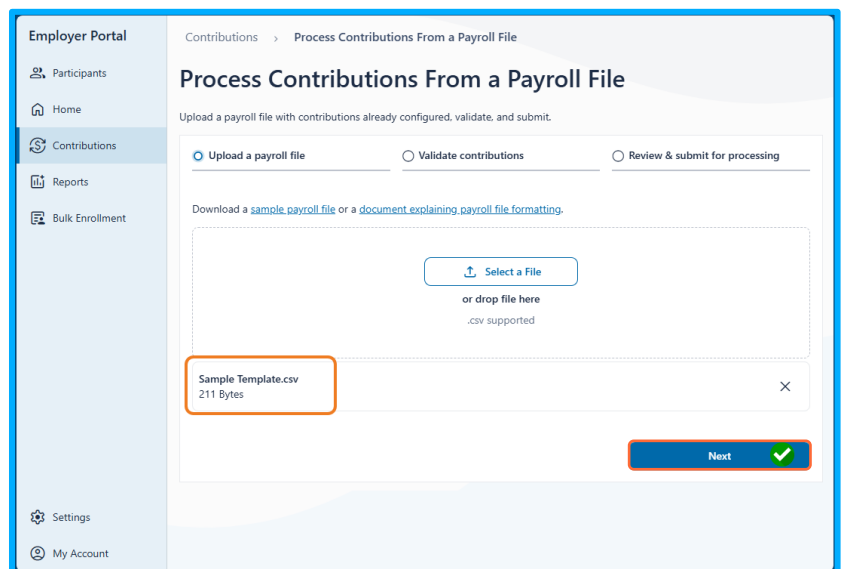 Employer Portal
Participants
Home
Contributions
Reports
Bulk Enrollment
Settings
My Account
Contributions > Process Contributions From a Payroll File
Process Contributions From a Payroll File
Upload a payroll file with contributions already configured, validate, and submit.
Upload a payroll file
Validate contributions
Review & submit for processing
Download a sample payroll file or a document explaining payroll file formatting.
Select a File
or drop file here
.csv supported
Sample Template.csv
211 Bytes
Next